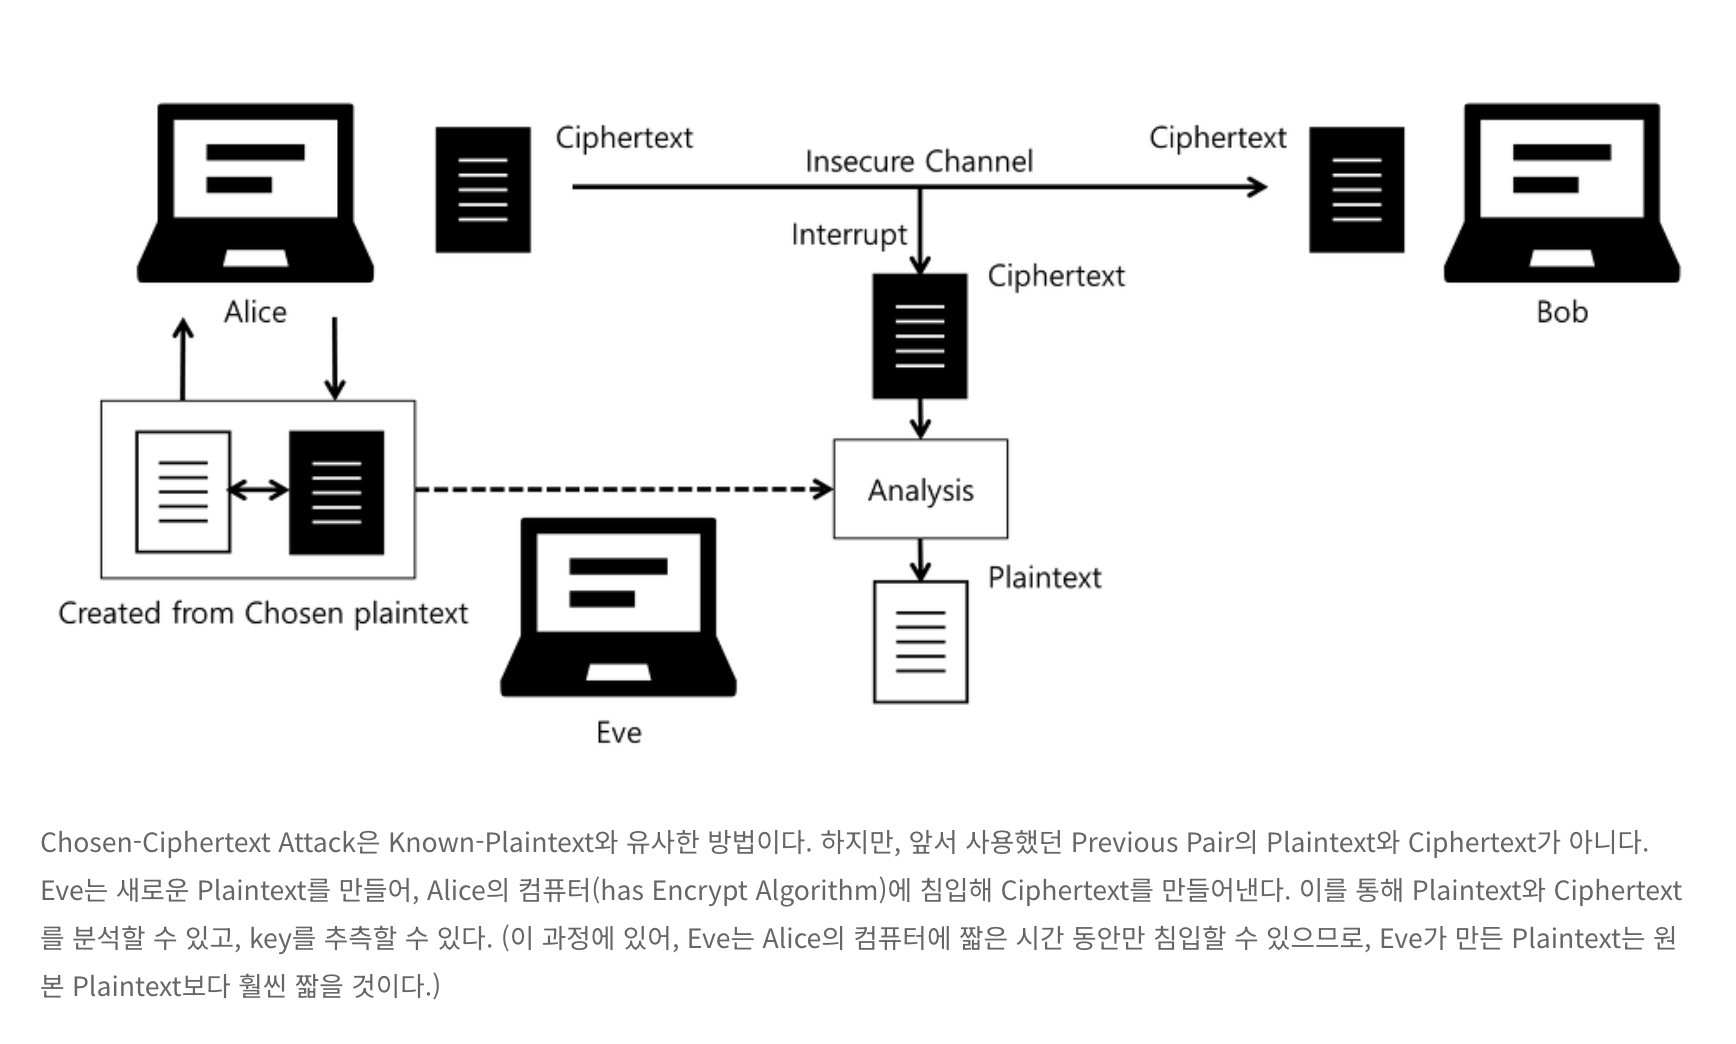 Ciphertext
Ciphertext
Insecure Channel
Interrupt
Ciphertext
Alice
Bob
Analysis
Plaintext
Created from Chosen plaintext
Eve
Chosen-Ciphertext Attack은 Known-Plaintext와 유사한 방법이다. 하지만, 앞서 사용했던 Previous Pair의 Plaintext와 Ciphertext가 아니다.
Eve는 새로운 Plaintext를 만들어, Alice의 컴퓨터(has Encrypt Algorithm)에 침입해 Ciphertext를 만들어낸다. 이를 통해 Plaintext와 Ciphertext
를 분석할 수 있고, key를 추측할 수 있다. (이 과정에 있어, Eve는 Alice의 컴퓨터에 짧은 시간 동안만 침입할 수 있으므로, Eve가 만든 Plaintext는 원
본 Plaintext보다 훨씬 짧을 것이다.)